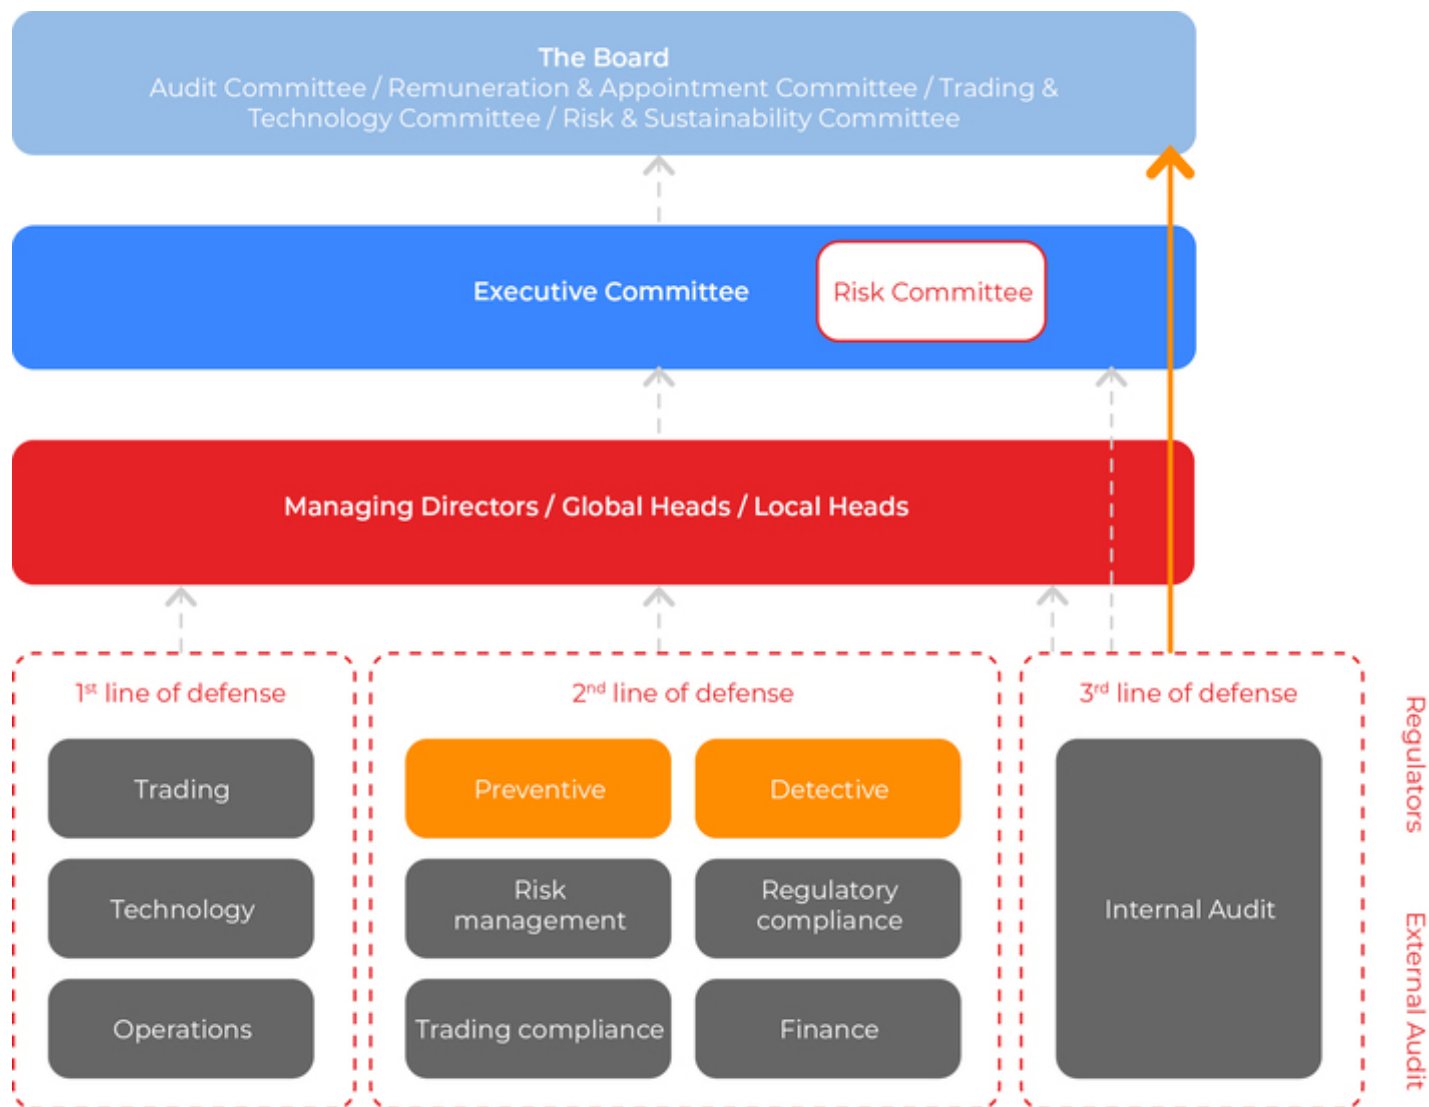 The Board
Audit Committee / Remuneration & Appointment Committee / Trading &
Technology Committee / Risk & Sustainability Committee
Executive Committee
Risk Committee
Managing Directors / Global Heads / Local Heads
1st line of defense
Trading
Technology
Operations
2nd line of defense
Preventive
Detective
Risk
management
Regulatory
compliance
Trading compliance
Finance
3rd line of defense
Internal Audit
Regulators
External Audit